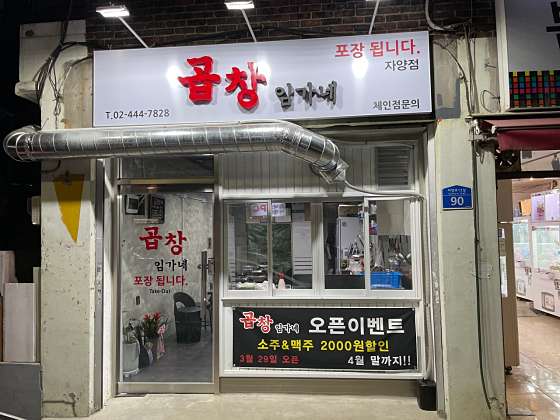 포장 됩니다.
자양점
곱창 임가네
T.02-444-7828
체인점문의
90
곱창
임가네
포장 됩니다.
Take-Out
곱창 임가네 오픈이벤트
소주&맥주 2000원할인
3월 29일 오픈 4월 말까지!!